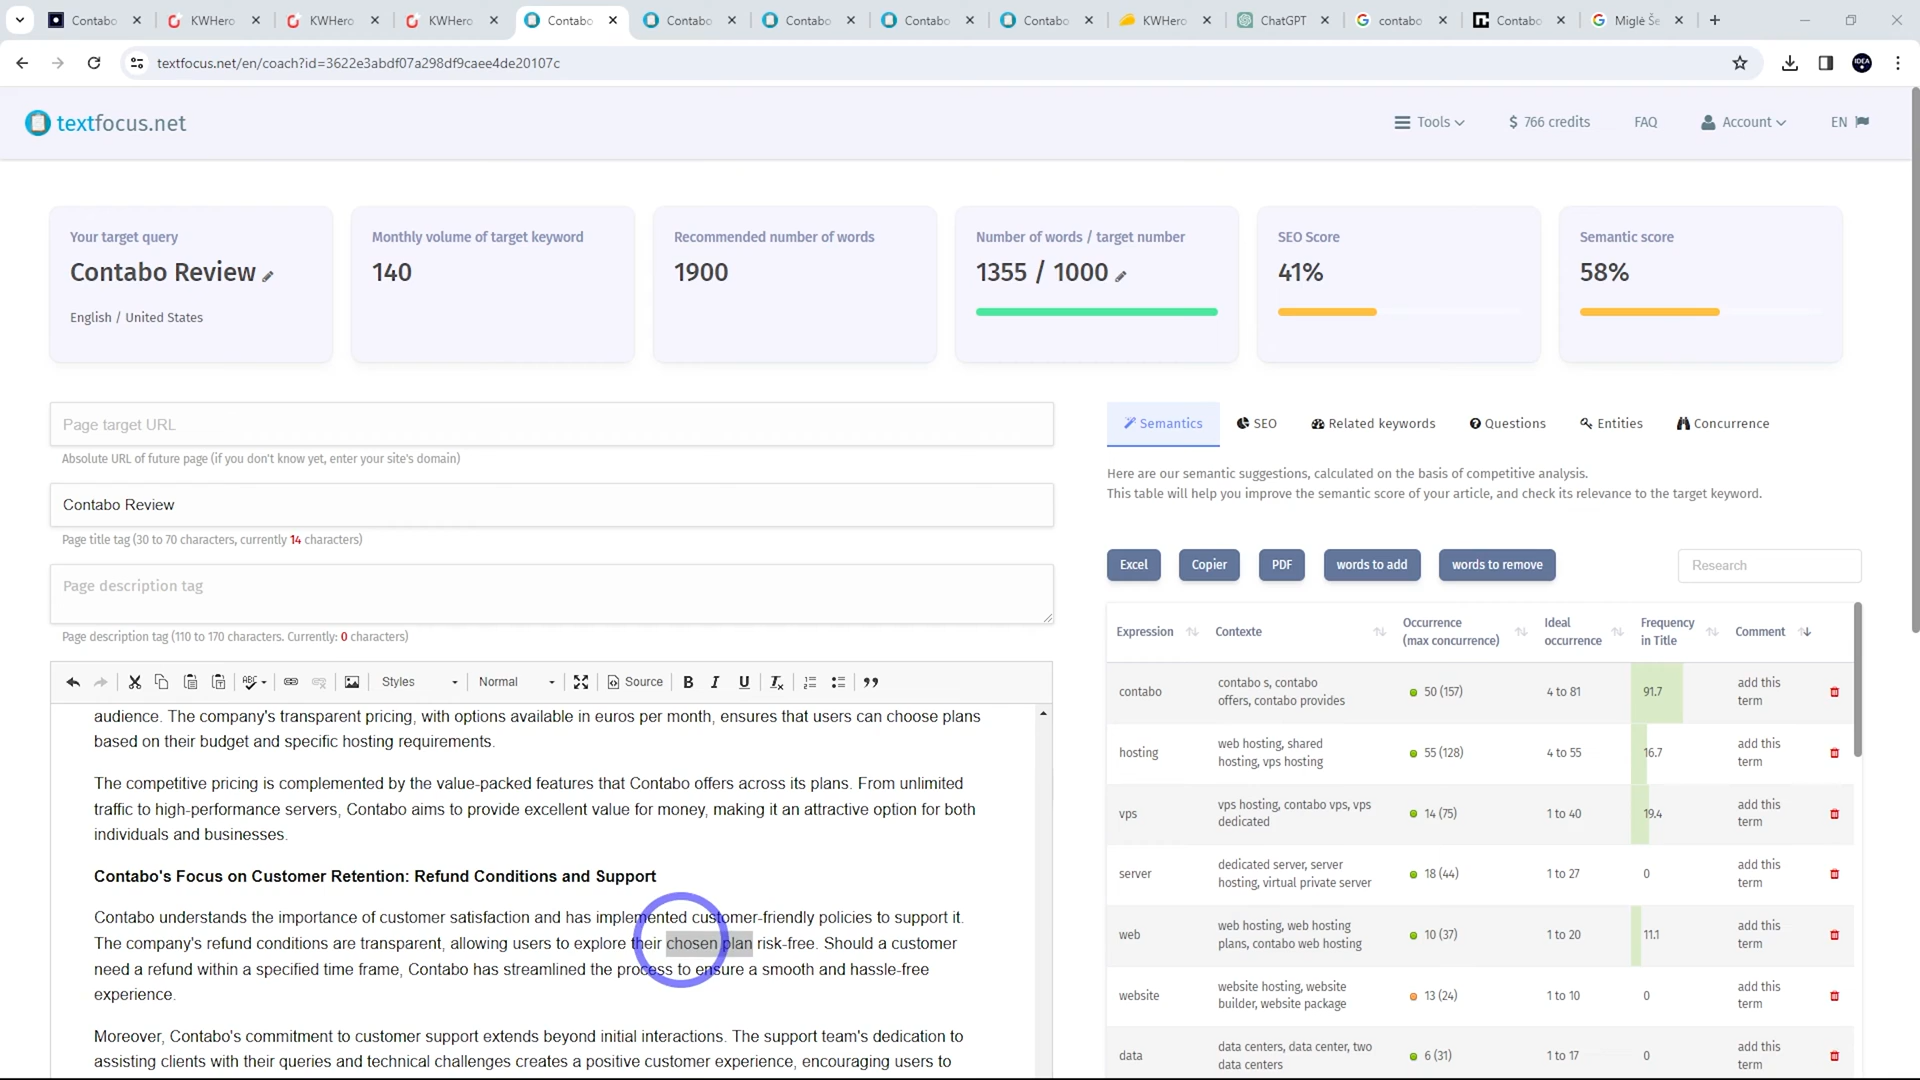 Contabo
KWHero
KWHero
KWHero
Contabo
Contabo
Contabo
Contabo
Contabo
KWHero
ChatGPT
contabo
Contabo
Miglė Še
textfocus.net/en/coach?id=3622e3abdf07a298df9caee4de20107c
IDEA
textfocus.net
Tools
$ 766 credits
FAQ
Account
EN
Your target query
Contabo Review
English / United States
Monthly volume of target keyword
140
Recommended number of words
1900
Number of words / target number
1355 / 1000
SEO Score
41%
Semantic score
58%
Page target URL
Absolute URL of future page (if you don't know yet, enter your site's domain)
Contabo Review
Page title tag (30 to 70 characters, currently 14 characters)
Page description tag
Page description tag (110 to 170 characters. Currently: 0 characters)
Styles
Normal
Source
B I U Tx
audience. The company's transparent pricing, with options available in euros per month, ensures that users can choose plans
based on their budget and specific hosting requirements.
The competitive pricing is complemented by the value-packed features that Contabo offers across its plans. From unlimited
traffic to high-performance servers, Contabo aims to provide excellent value for money, making it an attractive option for both
individuals and businesses.
Contabo's Focus on Customer Retention: Refund Conditions and Support
Contabo understands the importance of customer satisfaction and has implemented customer-friendly policies to support it.
The company's refund conditions are transparent, allowing users to explore their chosen plan risk-free. Should a customer
need a refund within a specified time frame, Contabo has streamlined the process to ensure a smooth and hassle-free
experience.
Moreover, Contabo's commitment to customer support extends beyond initial interactions. The support team's dedication to
assisting clients with their queries and technical challenges creates a positive customer experience, encouraging users to
Semantics
SEO
Related keywords
Questions
Entities
Concurrence
Here are our semantic suggestions, calculated on the basis of competitive analysis.
This table will help you improve the semantic score of your article, and check its relevance to the target keyword.
Excel
Copier
PDF
words to add
words to remove
Research
Expression
Contexte
Occurrence
(max concurrence)
Ideal
occurrence
Frequency
in Title
Comment
contabo
contabo s, contabo
offers, contabo provides
50 (157)
4 to 81
91.7
add this
term
hosting
web hosting, shared
hosting, vps hosting
55 (128)
4 to 55
16.7
add this
term
vps
vps hosting, contabo vps, vps
dedicated
14 (75)
1 to 40
19.4
add this
term
server
dedicated server, server
hosting, virtual private server
18 (44)
1 to 27
0
add this
term
web
web hosting, web hosting
plans, contabo web hosting
10 (37)
1 to 20
11.1
add this
term
website
website hosting, website
builder, website package
13 (24)
1 to 10
0
add this
term
data
data centers, data center, two
data centers
6 (31)
1 to 17
0
add this
term